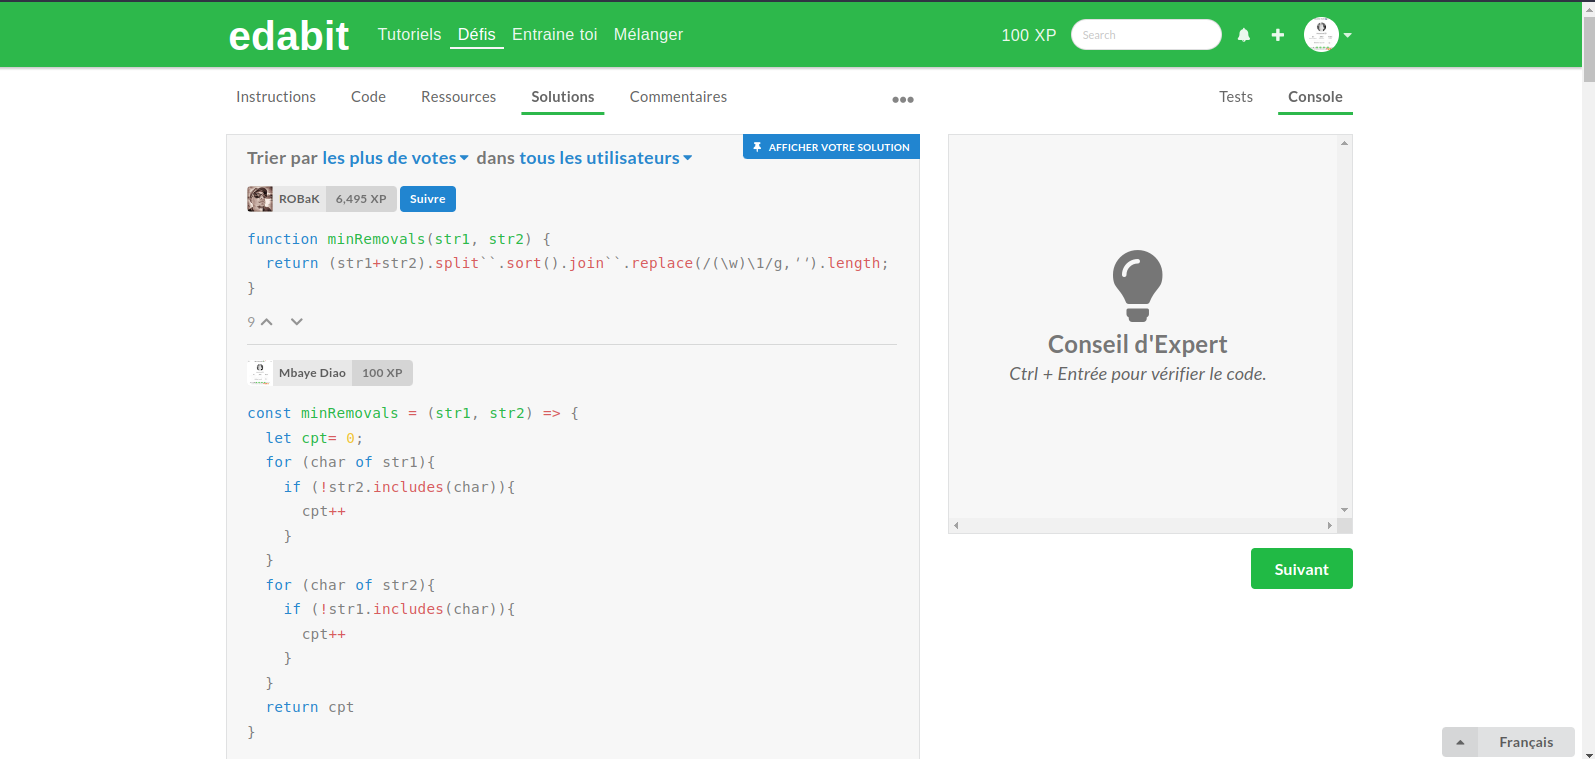 edabit Tutoriels Défis Entraine toi Mélanger 100 XP Search
Instructions Code Ressources Solutions Commentaires ••• Tests Console
AFFICHER VOTRE SOLUTION
Trier par les plus de votes dans tous les utilisateurs
ROBaK 6,495 XP Suivre
function minRemovals(str1, str2) {
  return (str1+str2).split``.sort().join``.replace(/(\w)\1/g,'').length;
}
9
Mbaye Diao 100 XP
const minRemovals = (str1, str2) => {
  let cpt= 0;
  for (char of str1){
    if (!str2.includes(char)){
      cpt++
    }
  }
  for (char of str2){
    if (!str1.includes(char)){
      cpt++
    }
  }
  return cpt
}
Conseil d'Expert
Ctrl + Entrée pour vérifier le code.
Suivant
Français